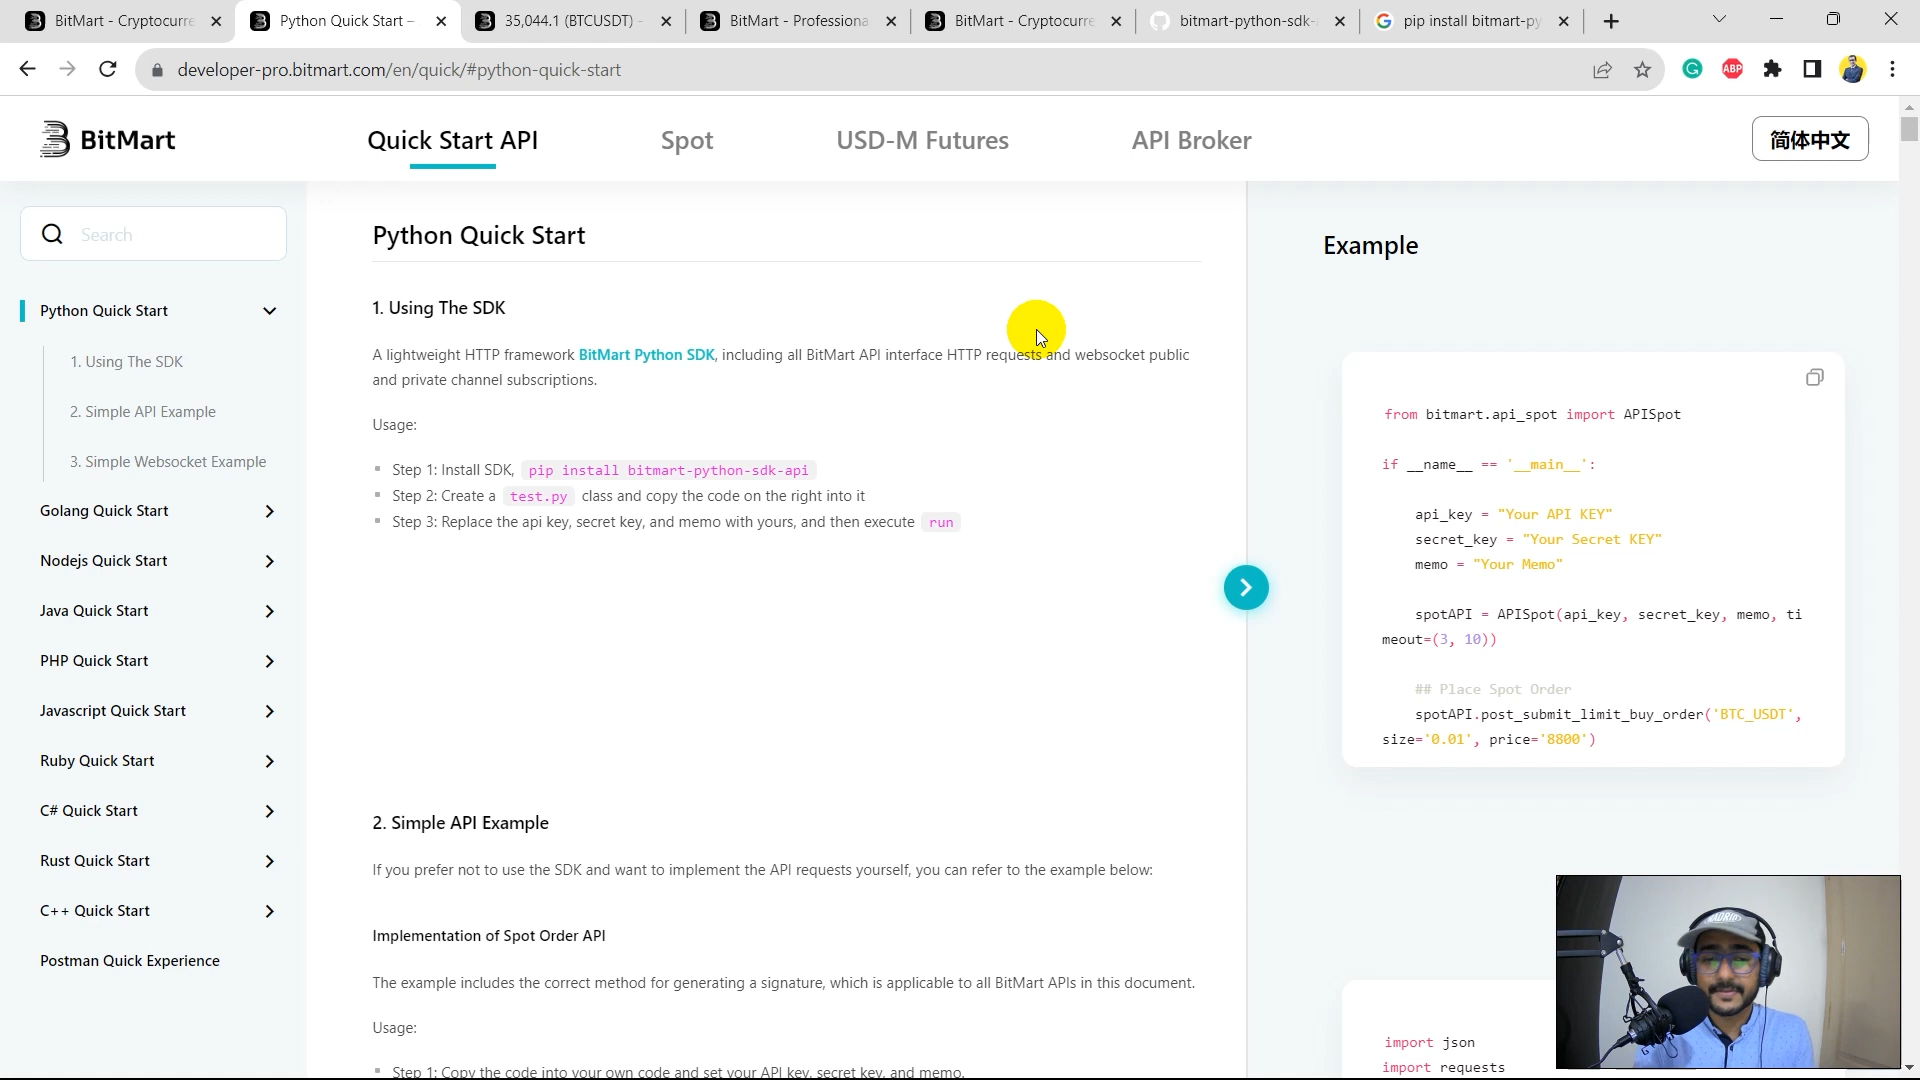 BitMart - Cryptocurre
Python Quick Start –
35,044.1 (BTCUSDT) -
BitMart - Professiona
BitMart - Cryptocurre
bitmart-python-sdk-
pip install bitmart-py
developer-pro.bitmart.com/en/quick/#python-quick-start
ABP
BitMart
Quick Start API
Spot
USD-M Futures
API Broker
简体中文
Search
Python Quick Start
1. Using The SDK
2. Simple API Example
3. Simple Websocket Example
Golang Quick Start
Nodejs Quick Start
Java Quick Start
PHP Quick Start
Javascript Quick Start
Ruby Quick Start
C# Quick Start
Rust Quick Start
C++ Quick Start
Postman Quick Experience
Python Quick Start
1. Using The SDK
A lightweight HTTP framework BitMart Python SDK, including all BitMart API interface HTTP requests and websocket public
and private channel subscriptions.
Usage:
Step 1: Install SDK, pip install bitmart-python-sdk-api
Step 2: Create a test.py class and copy the code on the right into it
Step 3: Replace the api key, secret key, and memo with yours, and then execute run
2. Simple API Example
If you prefer not to use the SDK and want to implement the API requests yourself, you can refer to the example below:
Implementation of Spot Order API
The example includes the correct method for generating a signature, which is applicable to all BitMart APIs in this document.
Usage:
Step 1: Copy the code into your own code and set your API key, secret key, and memo.
Example
from bitmart.api_spot import APISpot
if __name__ == '__main__':
api_key = "Your API KEY"
secret_key = "Your Secret KEY"
memo = "Your Memo"
spotAPI = APISpot(api_key, secret_key, memo, ti
meout=(3, 10))
## Place Spot Order
spotAPI.post_submit_limit_buy_order('BTC_USDT',
size='0.01', price='8800')
import json
import requests